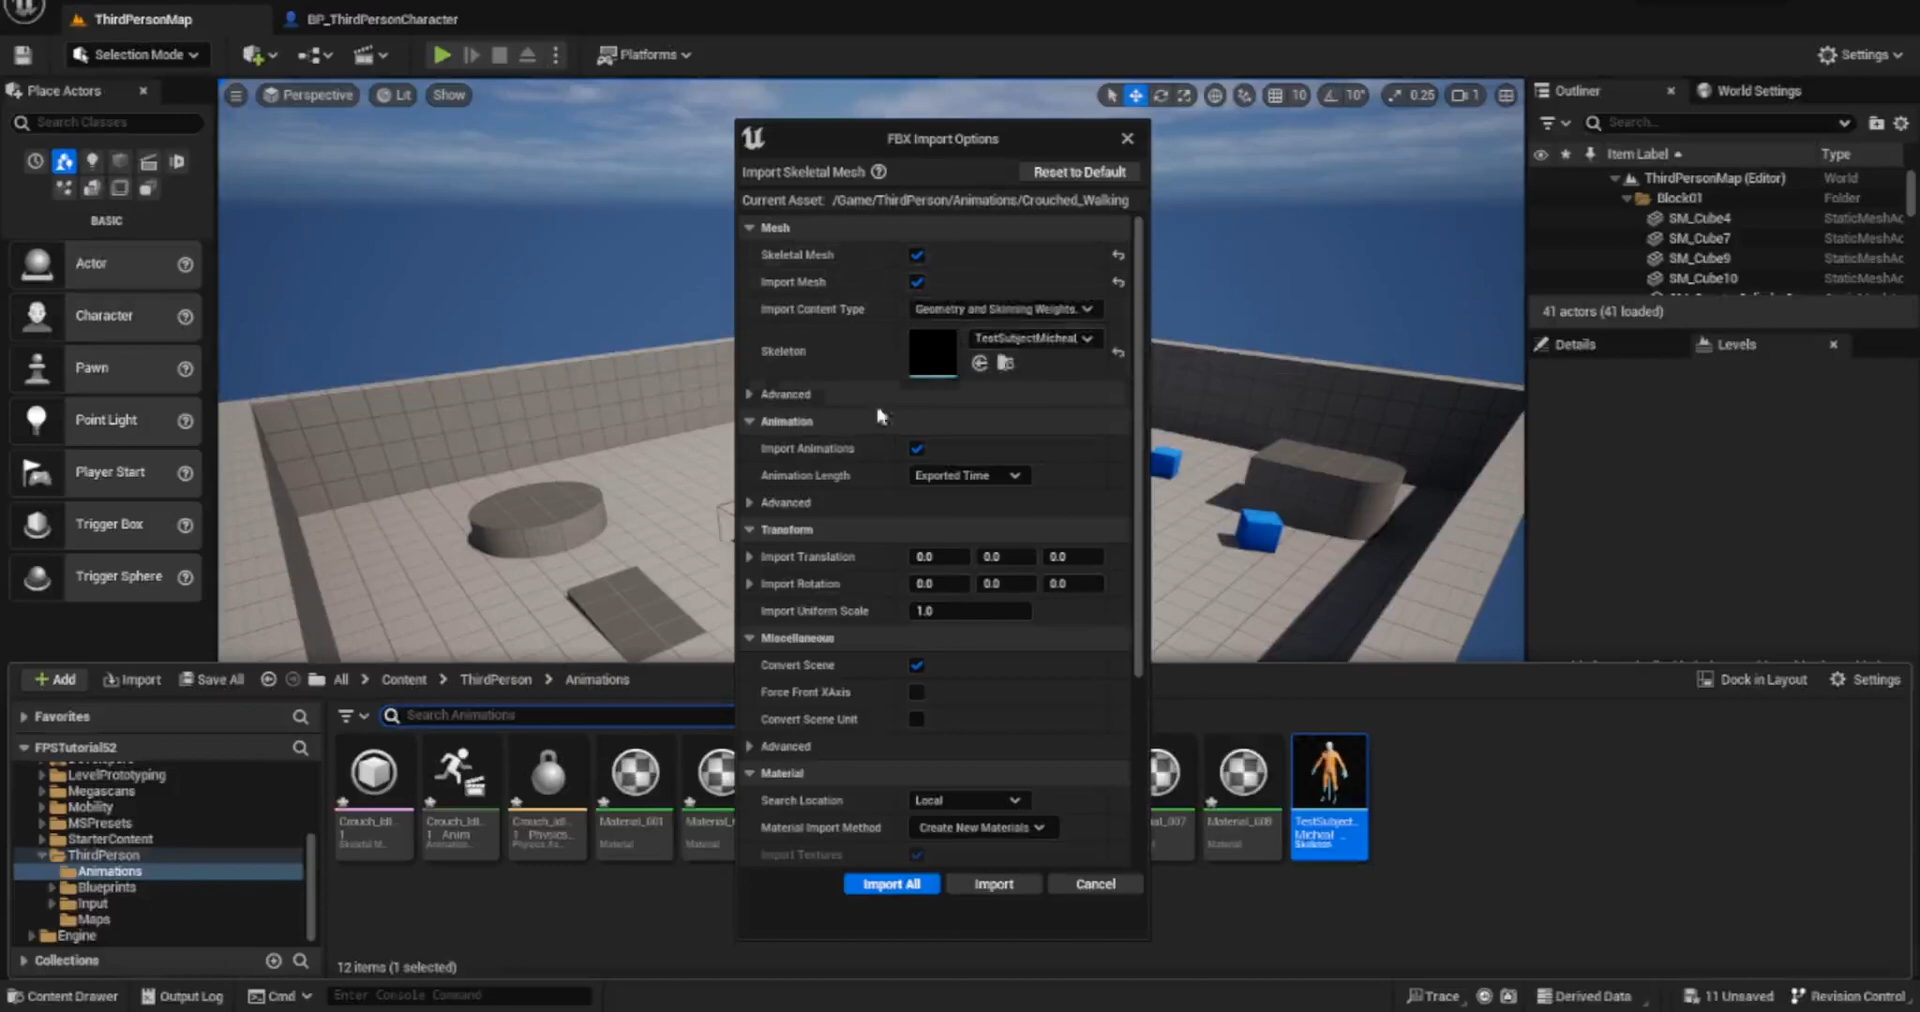 ThirdPersonMap
BP_ThirdPersonCharacter
Selection Mode
Platforms
Settings
Place Actors
Search Classes
BASIC
Actor
Character
Pawn
Point Light
Player Start
Trigger Box
Trigger Sphere
Perspective
Lit
Show
10
10°
0.25
1
FBX Import Options
Import Skeletal Mesh
Reset to Default
Current Asset: /Game/ThirdPerson/Animations/Crouched_Walking
Mesh
Skeletal Mesh
Import Mesh
Import Content Type
Geometry and Skinning Weights.
Skeleton
TestSubjectMicheal
Advanced
Animation
Import Animations
Animation Length
Exported Time
Advanced
Transform
Import Translation 0.0 0.0 0.0
Import Rotation 0.0 0.0 0.0
Import Uniform Scale 1.0
Miscellaneous
Convert Scene
Force Front XAxis
Convert Scene Unit
Advanced
Material
Search Location
Local
Material Import Method
Create New Materials
Import Textures
Import All
Import
Cancel
Outliner
World Settings
Search...
Item Label
Type
ThirdPersonMap (Editor) World
Block01 Folder
SM_Cube4 StaticMeshAc
SM_Cube7 StaticMeshAc
SM_Cube9 StaticMeshAc
SM_Cube10 StaticMeshAc
41 actors (41 loaded)
Details
Levels
Add
Import
Save All
All
Content
ThirdPerson
Animations
Dock in Layout
Settings
Favorites
FPSTutorial52
LevelPrototyping
Megascans
Mobility
MSPresets
StarterContent
ThirdPerson
Animations
Blueprints
Input
Maps
Engine
Collections
Search Animations
Crouch_Idl..
1
Skeletal M..
Crouch_Idl..
1_Anim
Animation..
Crouch_Idl..
1_Physics..
Physics As..
Material_001
Material
Material_
Material
al_007
Material_008
Material
TestSubject..
Micheal_..
Skeleton
12 items (1 selected)
Content Drawer
Output Log
Cmd
Enter Console Command
Trace
Derived Data
11 Unsaved
Revision Control